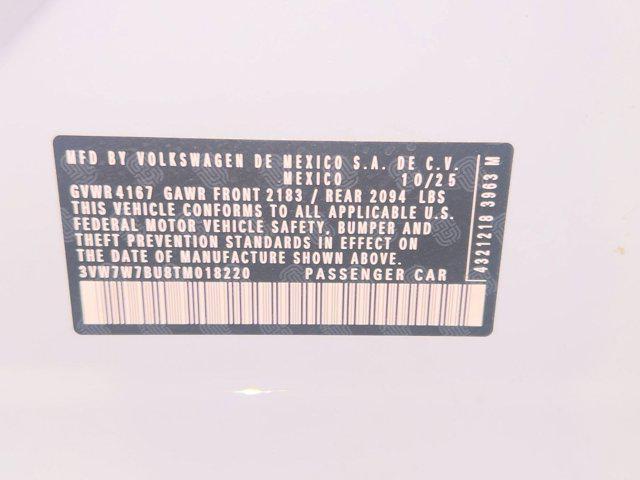 MFD BY VOLKSWAGEN DE MEXICO S.A. DE C.V.
MEXICO 10/25
GVWR 4167 GAWR FRONT 2183 / REAR 2094 LBS
THIS VEHICLE CONFORMS TO ALL APPLICABLE U.S.
FEDERAL MOTOR VEHICLE SAFETY, BUMPER AND
THEFT PREVENTION STANDARDS IN EFFECT ON
THE DATE OF MANUFACTURE SHOWN ABOVE.
3VW7W7BU8TM018220 PASSENGER CAR
4321218 3963 M